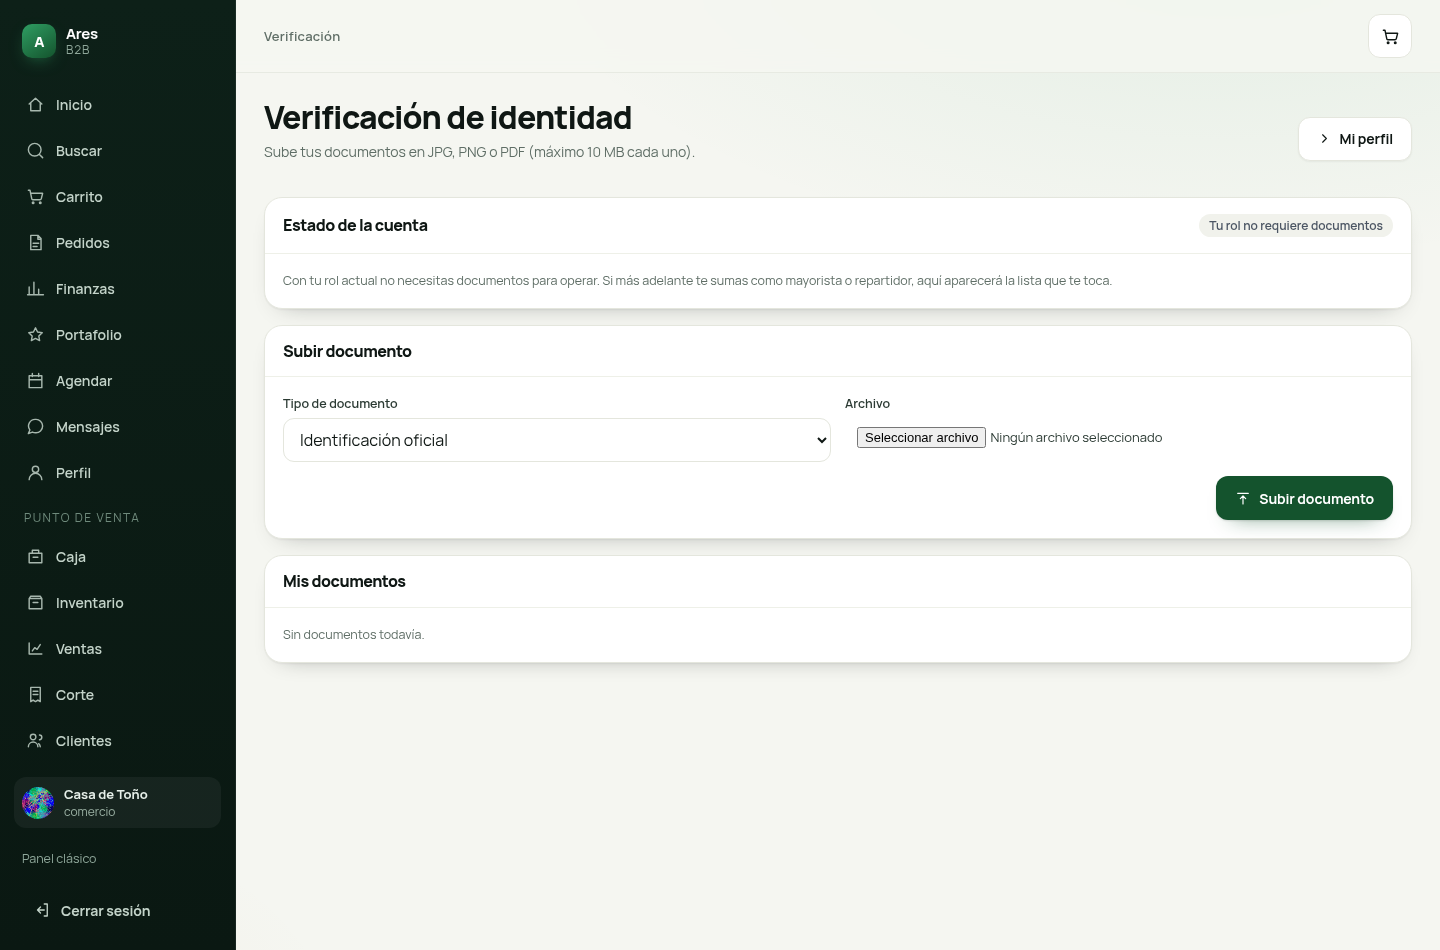 A
Ares
B2B
Inicio
Buscar
Carrito
Pedidos
Finanzas
Portafolio
Agendar
Mensajes
Perfil
PUNTO DE VENTA
Caja
Inventario
Ventas
Corte
Clientes
Casa de Toño
comercio
Panel clásico
Cerrar sesión
Verificación
Verificación de identidad
Sube tus documentos en JPG, PNG o PDF (máximo 10 MB cada uno).
Mi perfil
Estado de la cuenta
Tu rol no requiere documentos
Con tu rol actual no necesitas documentos para operar. Si más adelante te sumas como mayorista o repartidor, aquí aparecerá la lista que te toca.
Subir documento
Tipo de documento
Identificación oficial
Archivo
Seleccionar archivo Ningún archivo seleccionado
Subir documento
Mis documentos
Sin documentos todavía.